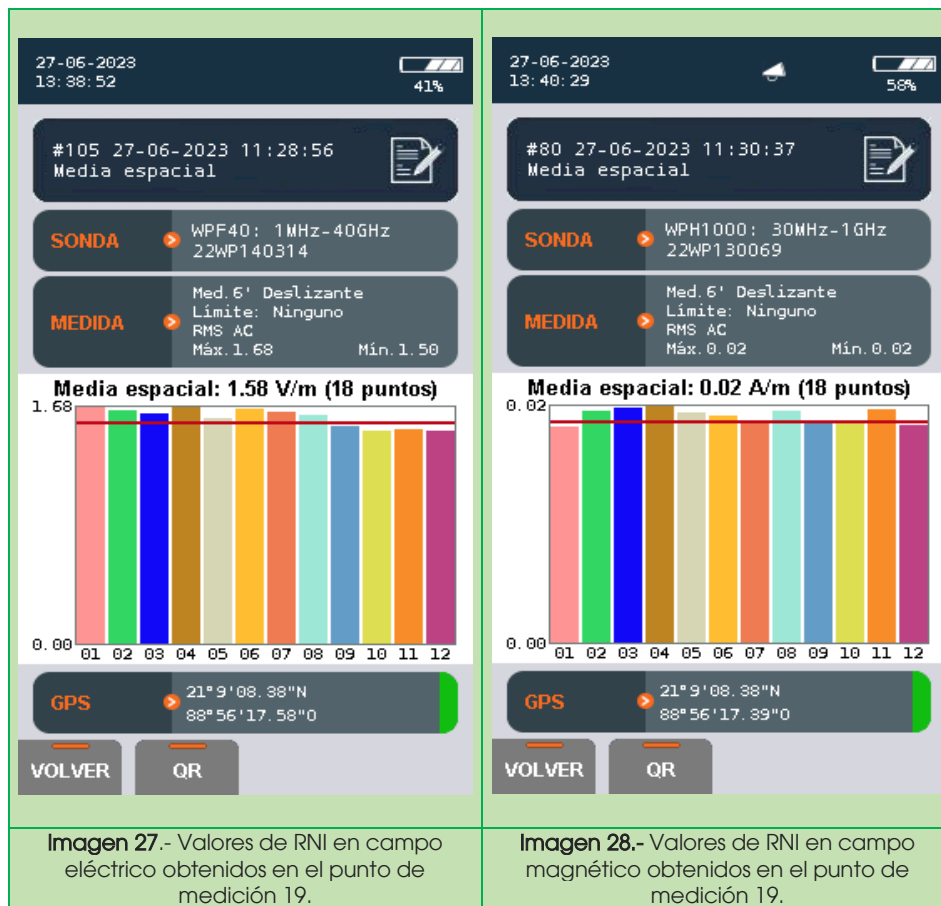 27-06-2023
13:38:52
41%
#105 27-06-2023 11:28:56
Media espacial
SONDA
WPF40: 1MHz-40GHz
22WP140314
MEDIDA
Med.6' Deslizante
Límite: Ninguno
RMS AC
Máx.1.68 Mín.1.50
Media espacial: 1.58 V/m (18 puntos)
1.68
0.00
01 02 03 04 05 06 07 08 09 10 11 12
GPS
21°9'08.38"N
88°56'17.58"O
VOLVER QR
Imagen 27.- Valores de RNI en campo
eléctrico obtenidos en el punto de
medición 19.
27-06-2023
13:40:29
58%
#80 27-06-2023 11:30:37
Media espacial
SONDA
WPH1000: 30MHz-1GHz
22WP130069
MEDIDA
Med.6' Deslizante
Límite: Ninguno
RMS AC
Máx.0.02 Mín.0.02
Media espacial: 0.02 A/m (18 puntos)
0.02
0.00
01 02 03 04 05 06 07 08 09 10 11 12
GPS
21°9'08.38"N
88°56'17.39"O
VOLVER QR
Imagen 28.- Valores de RNI en campo
magnético obtenidos en el punto de
medición 19.